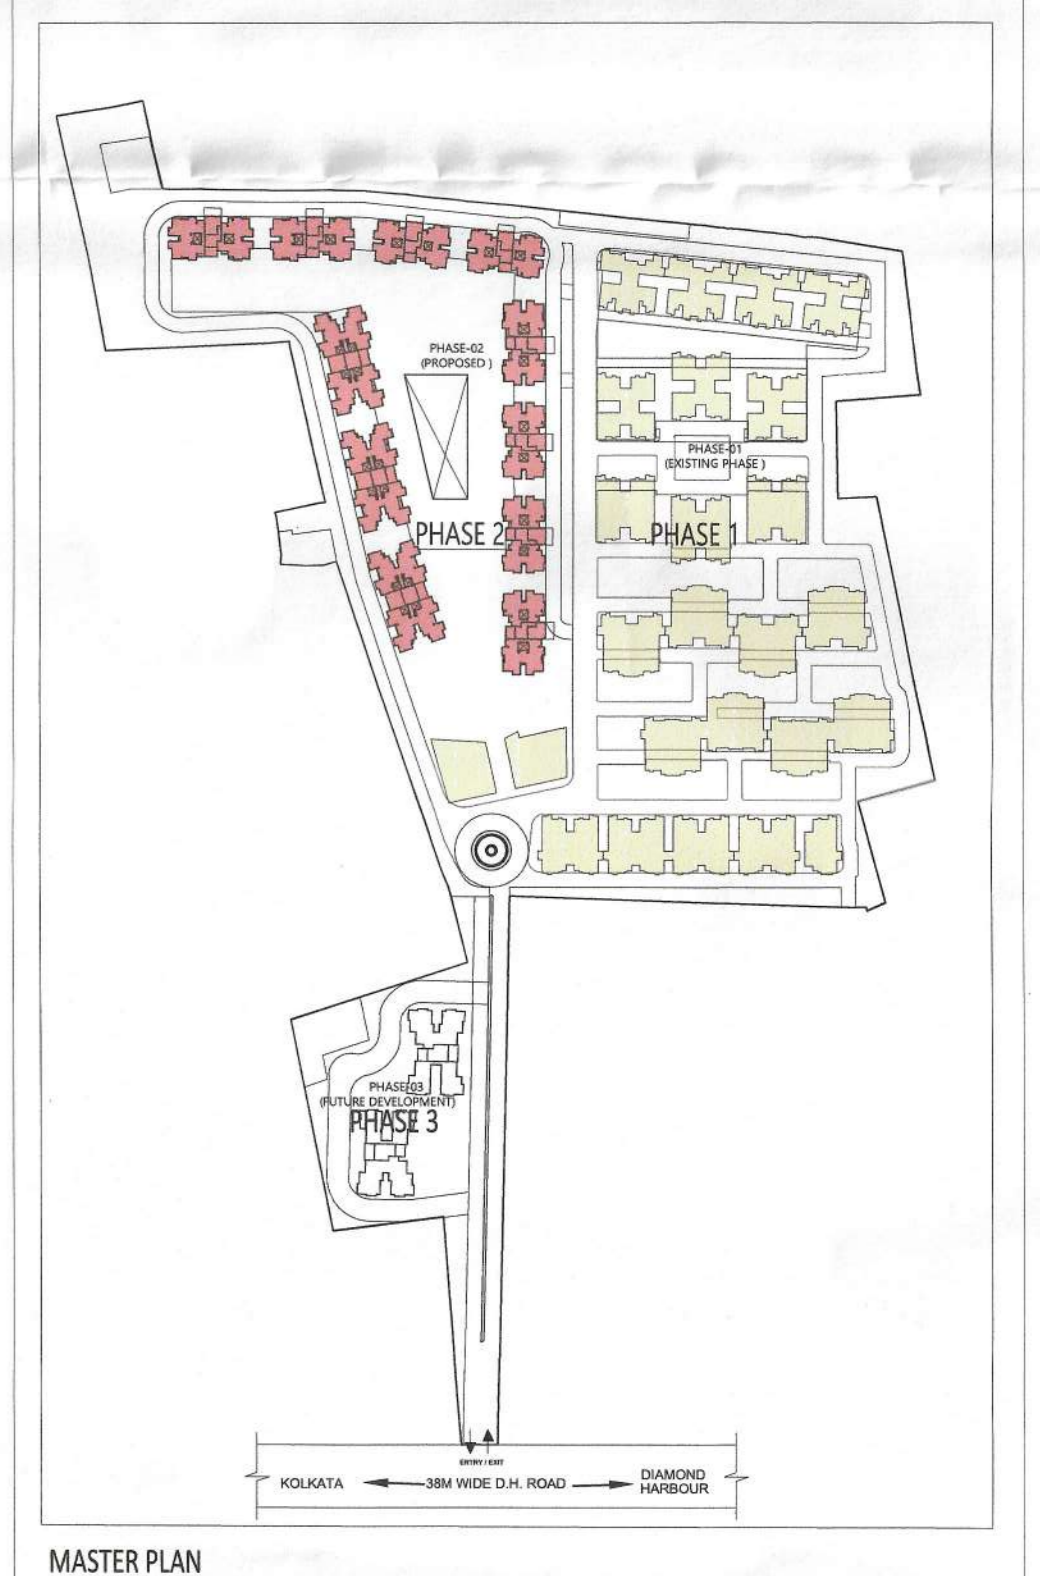 PHASE-02
(PROPOSED )
PHASE-01
(EXISTING PHASE )
PHASE 2
PHASE 1
PHASE-03
(FUTURE DEVELOPMENT)
PHASE 3
ENTRY / EXIT
KOLKATA
38M WIDE D.H. ROAD
DIAMOND
HARBOUR
MASTER PLAN